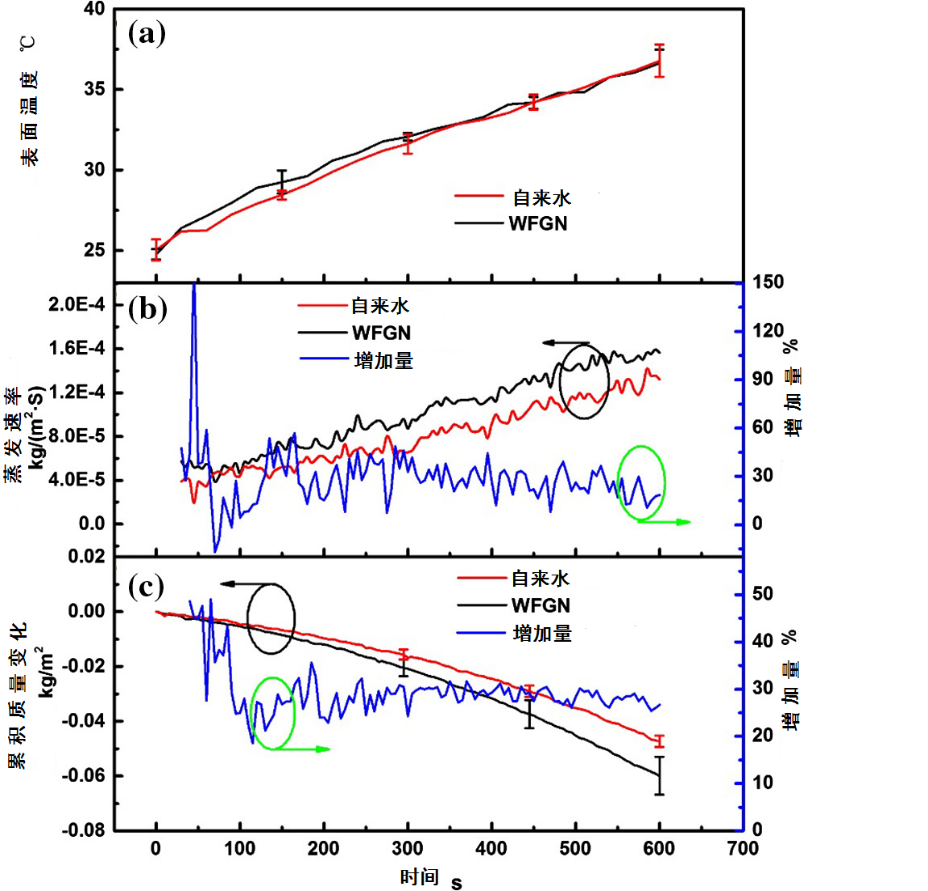 (a)
表面温度 ℃
40
35
30
25
自来水
WFGN
(b)
蒸发速率
kg/(m²·S)
2.0E-4
1.6E-4
1.2E-4
8.0E-5
4.0E-5
0.0
自来水
WFGN
增加量
150
120
90
60
30
0
增加量 %
(c)
累积质量变化
kg/m²
0.02
0.00
-0.02
-0.04
-0.06
-0.08
自来水
WFGN
增加量
50
40
30
20
10
0
增加量 %
0 100 200 300 400 500 600 700
时间 s